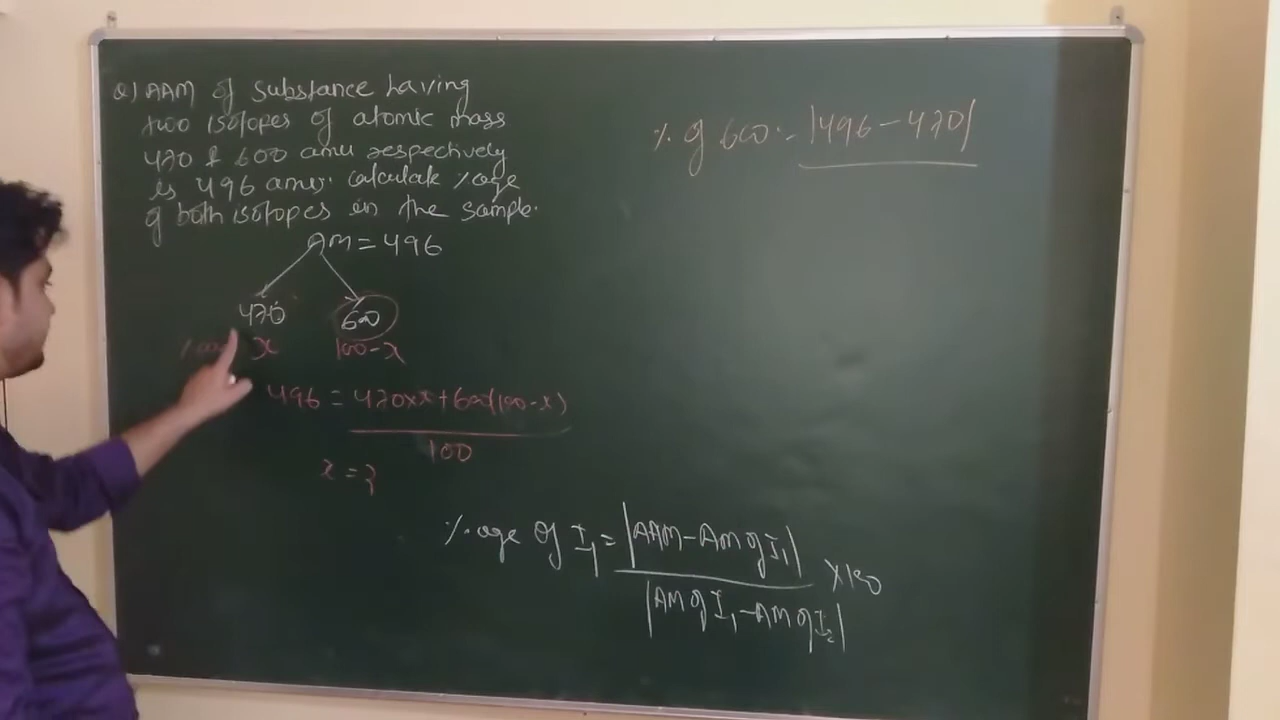 Q) AAM of substance having
two isotopes of atomic mass
470 & 600 amu respectively
is 496 amu. calculate %age
of both isotopes in the sample.
AM = 496
470 600
x 100-x
496 = 470×x+600(100-x)
100
x = ?
% of 600 = |496-470|
%age of I1 = |AAM-AM of I1|
×100
|AM of I1-AM of I2|